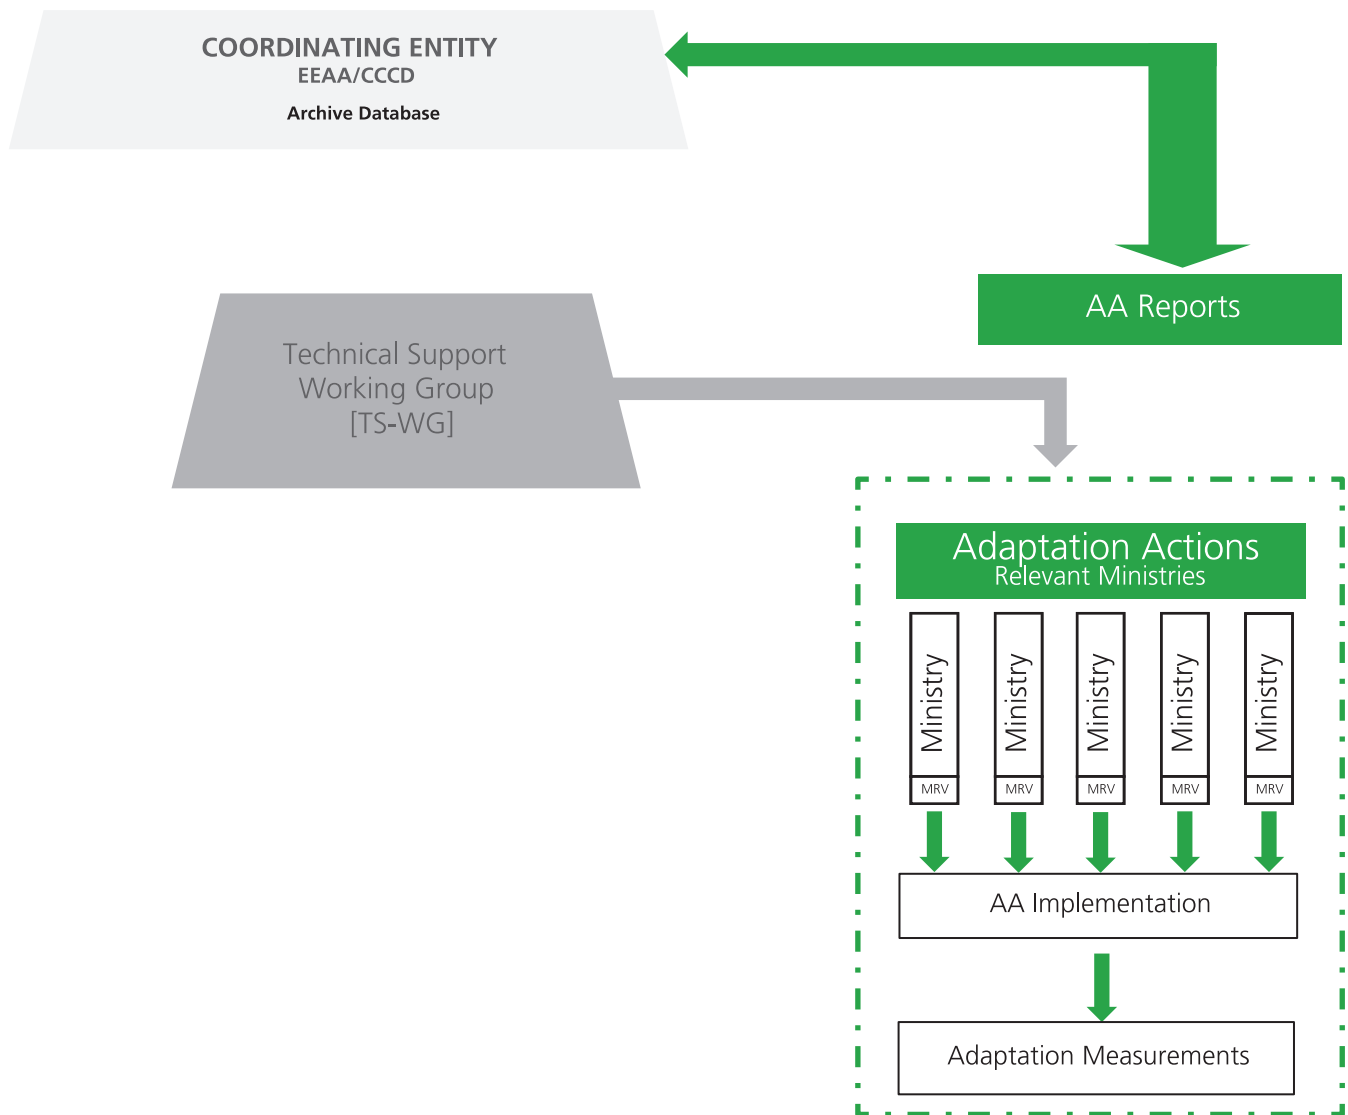 COORDINATING ENTITY
EEAA/CCCD
Archive Database
AA Reports
Technical Support
Working Group
[TS-WG]
Adaptation Actions
Relevant Ministries
Ministry
Ministry
Ministry
Ministry
Ministry
MRV
MRV
MRV
MRV
MRV
AA Implementation
Adaptation Measurements